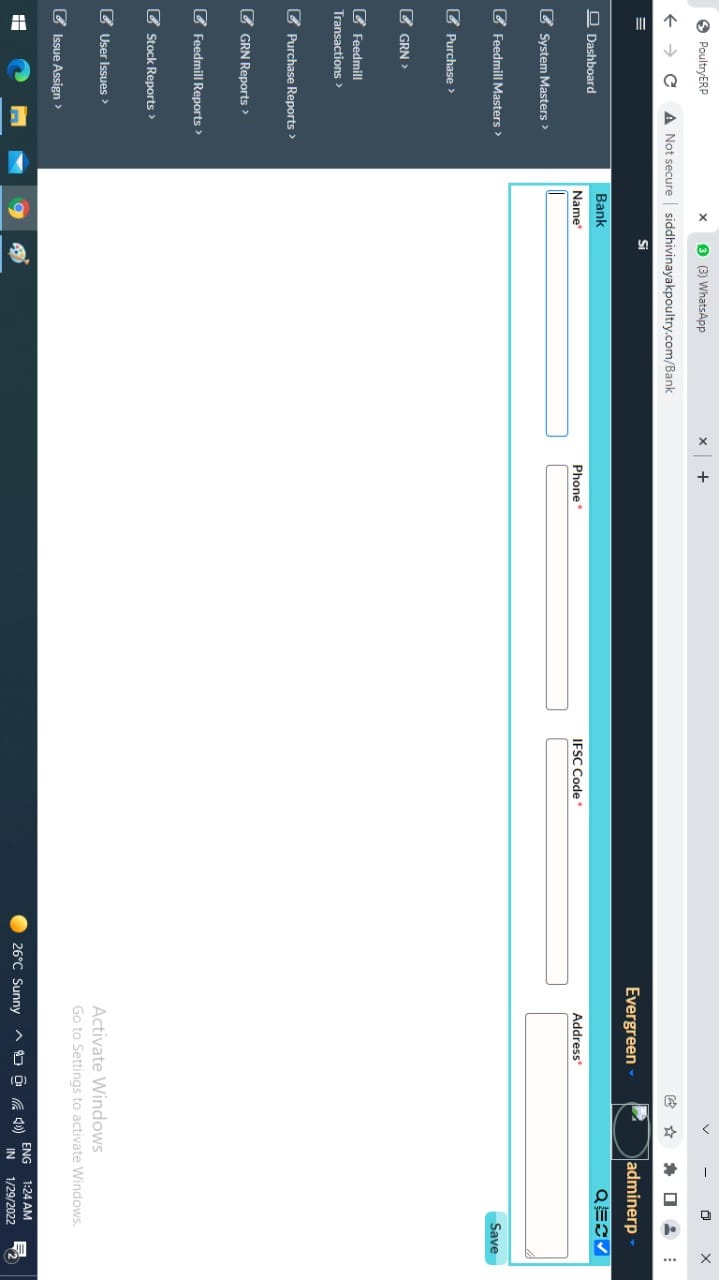 PoultryERP
(3) WhatsApp
Not secure | siddhivinayakpoultry.com/Bank
Si
Evergreen
adminerp
Dashboard
System Masters >
Feedmill Masters >
Purchase >
GRN >
Feedmill
Transactions >
Purchase Reports >
GRN Reports >
Feedmill Reports >
Stock Reports >
User Issues >
Issue Assign >
Bank
Name*
Phone *
IFSC Code *
Address*
Save
Activate Windows
Go to Settings to activate Windows.
26°C Sunny
ENG
IN
1:24 AM
1/29/2022
2